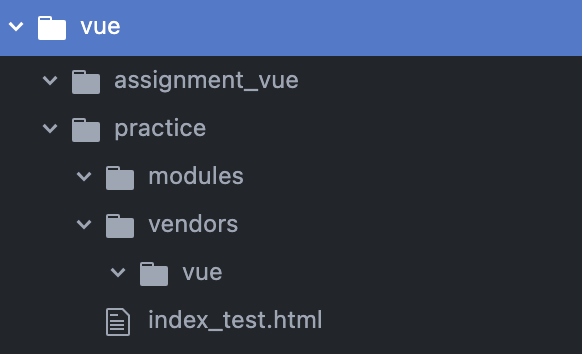 vue
assignment_vue
practice
modules
vendors
vue
index_test.html